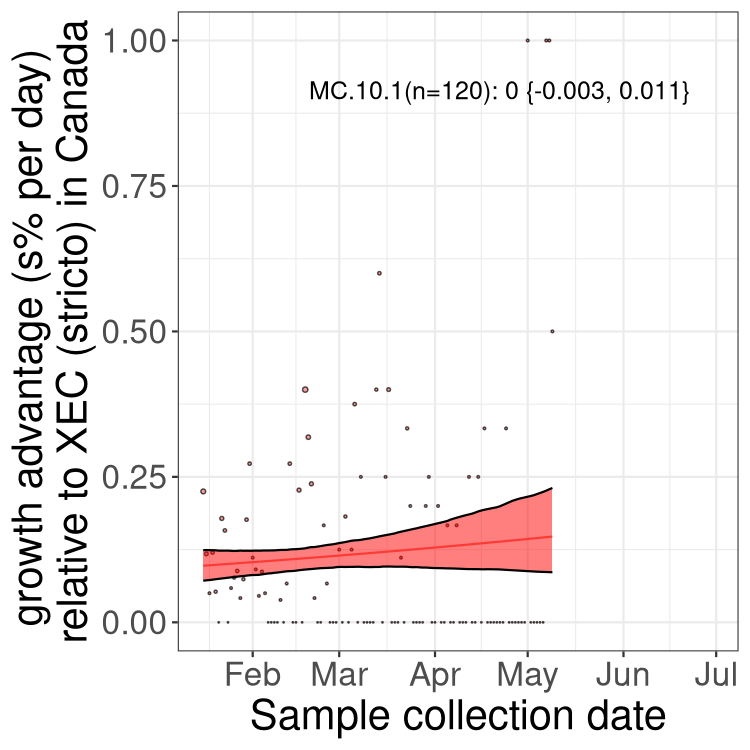 growth advantage (s% per day)
relative to XEC (stricto) in Canada
1.00
0.75
0.50
0.25
0.00
MC.10.1(n=120): 0 {-0.003, 0.011}
Feb Mar Apr May Jun Jul
Sample collection date